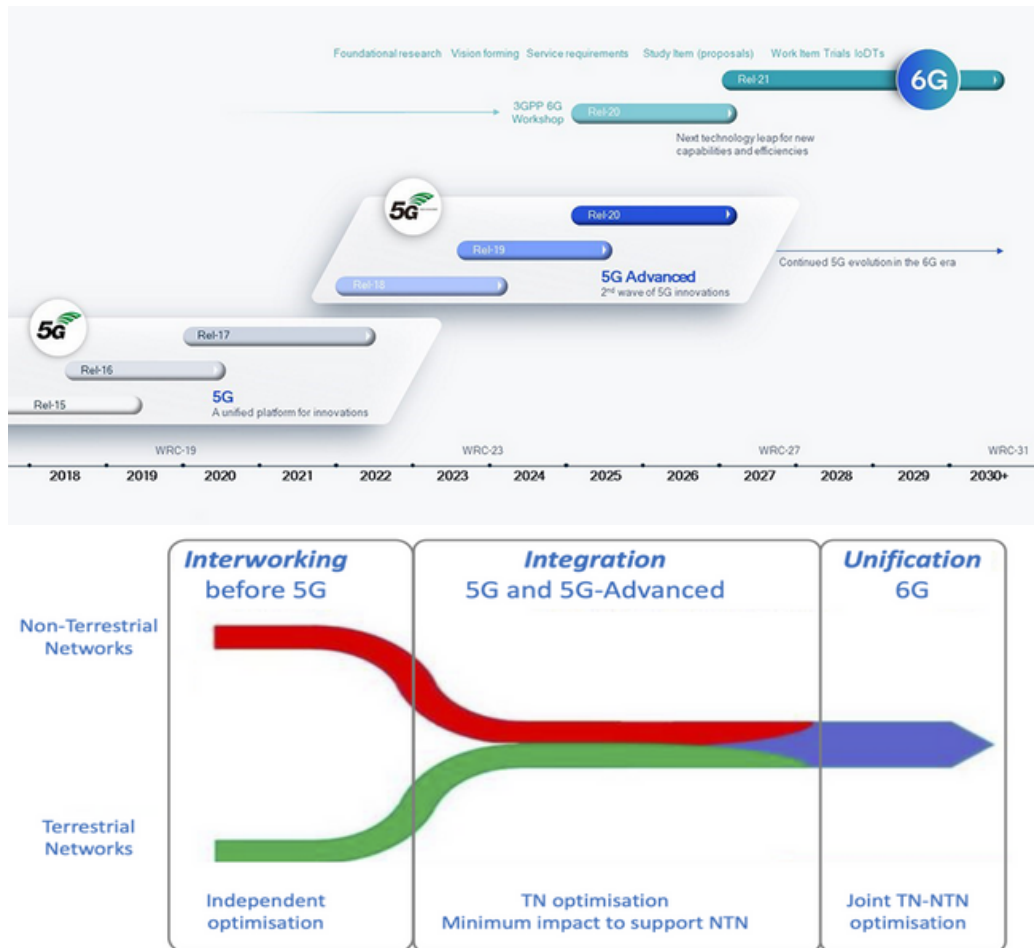 Foundational research Vision forming Service requirements Study Item (proposals) Work Item Trials IoDTs
Rel-21
6G
3GPP 6G
Workshop
Rel-20
Next technology leap for new
capabilities and efficiencies
5G
Rel-20
Rel-19
Rel-18
5G Advanced
2nd wave of 5G innovations
Continued 5G evolution in the 6G era
5G
Rel-17
Rel-16
Rel-15
5G
A unified platform for innovations
WRC-19 WRC-23 WRC-27 WRC-31
2018 2019 2020 2021 2022 2023 2024 2025 2026 2027 2028 2029 2030+
Interworking
before 5G
Integration
5G and 5G-Advanced
Unification
6G
Non-Terrestrial
Networks
Terrestrial
Networks
Independent
optimisation
TN optimisation
Minimum impact to support NTN
Joint TN-NTN
optimisation